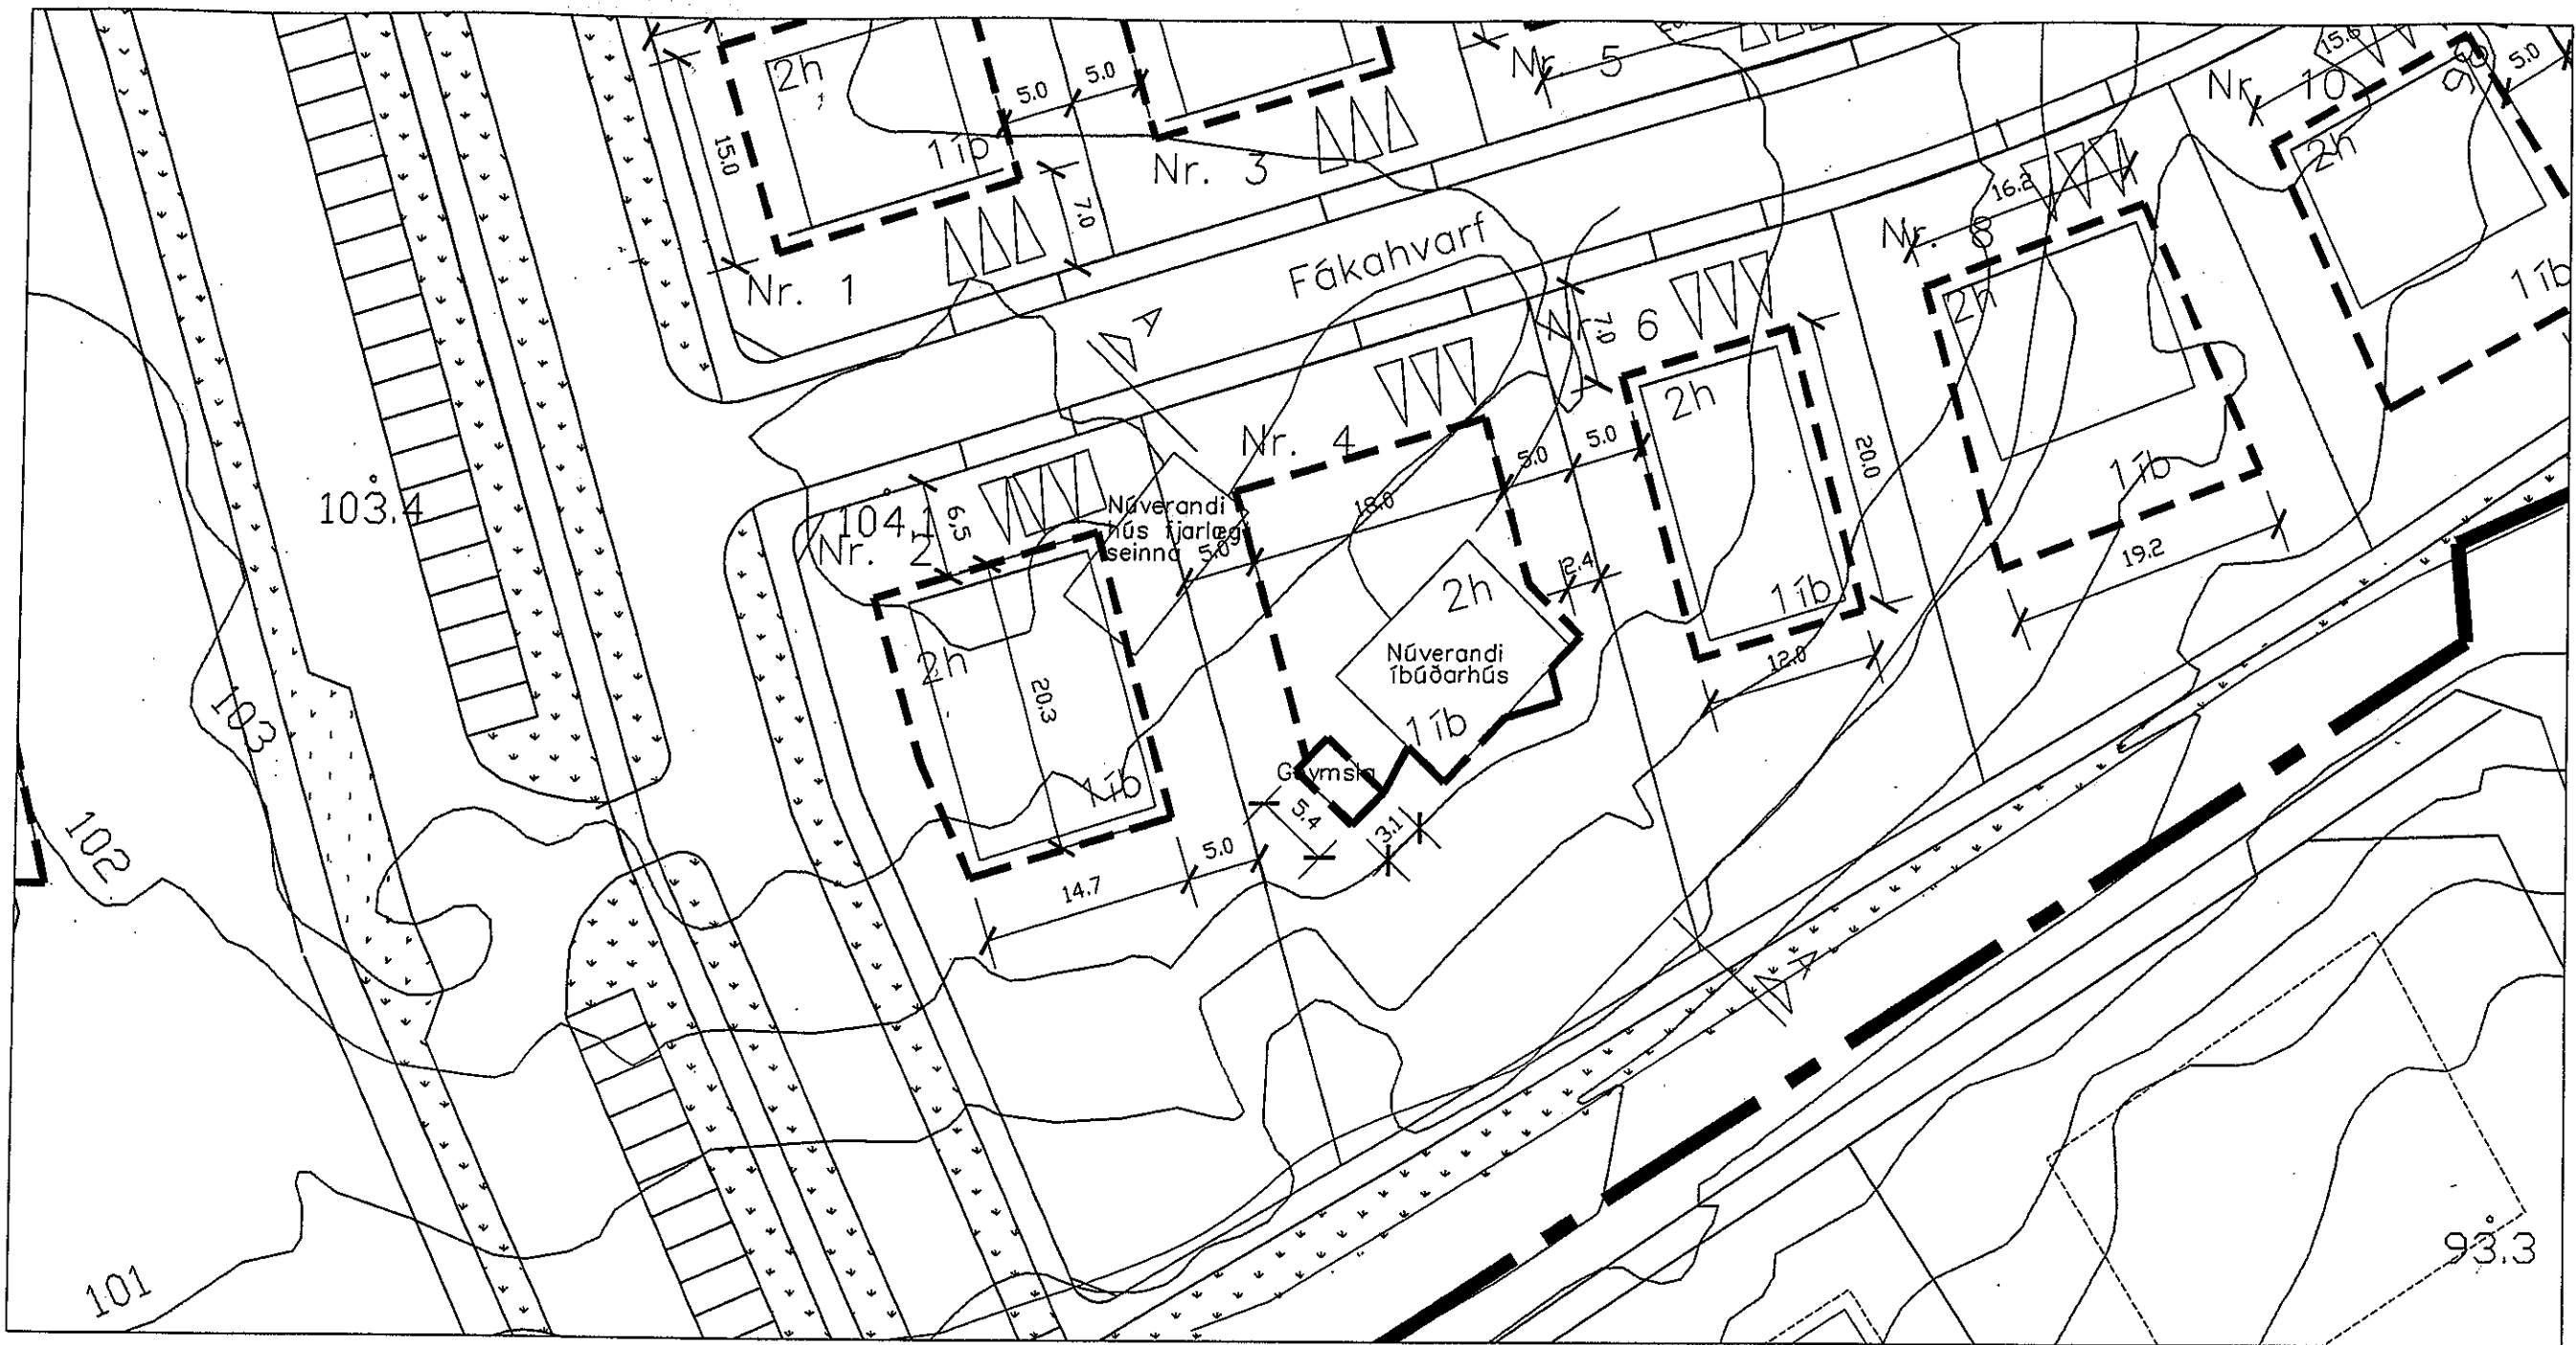 2h
15.0
1íb
5.0
5.0
7.0
Nr. 1
Nr. 3
Nr. 5
Nr. 10
15.6
5.0
2h
1íb
Fákahvarf
A
Nr. 8
16.2
2h
1íb
19.2
Nr. 6
7.0
2h
20.0
1íb
12.0
Nr. 4
5.0
5.0
18.0
5.0
2.4
2h
Núverandi
íbúðarhús
1íb
Geymsla
5.4
3.1
Núverandi
hús fjarlægt
seinna
103.4
104.1
Nr. 2
6.5
2h
20.3
1íb
14.7
5.0
103
102
101
A
93.3